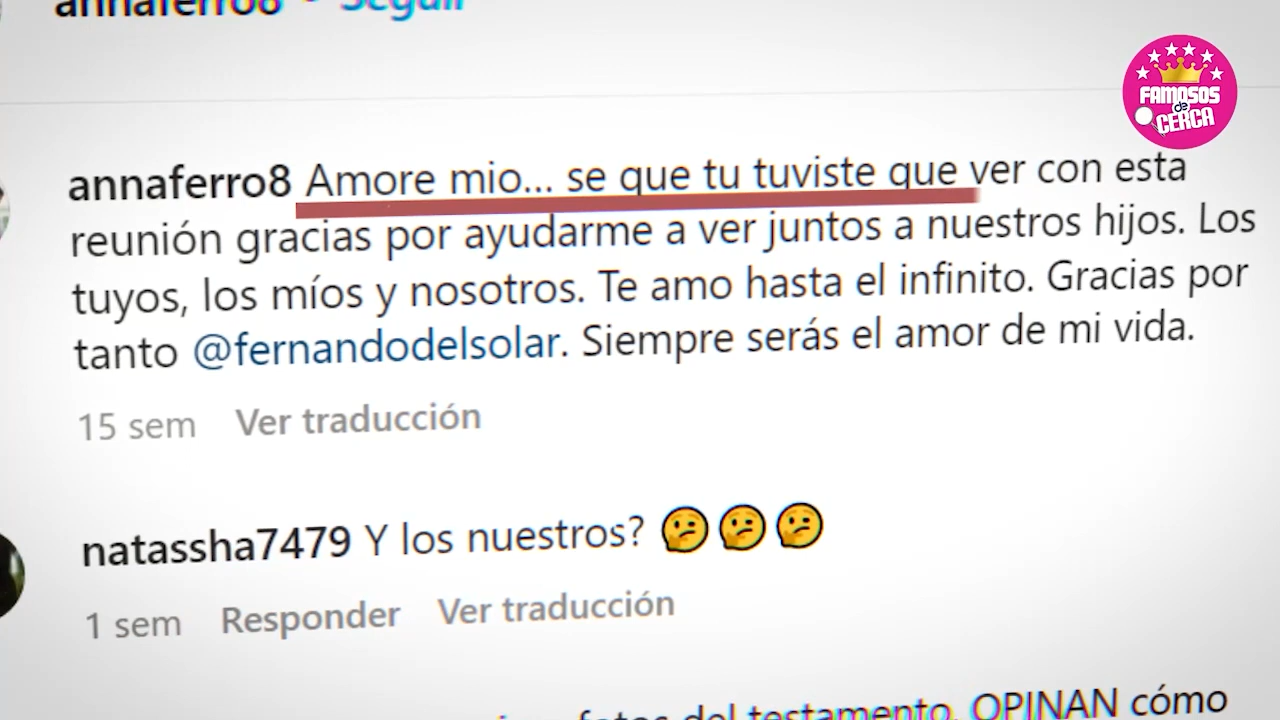 annaferro8 • Seguir
FAMOSOS
de
CERCA
annaferro8 Amore mio... se que tu tuviste que ver con esta
reunión gracias por ayudarme a ver juntos a nuestros hijos. Los
tuyos, los míos y nosotros. Te amo hasta el infinito. Gracias por
tanto @fernandodelsolar. Siempre serás el amor de mi vida.
15 sem Ver traducción
natassha7479 Y los nuestros? 🤔🤔🤔
1 sem Responder Ver traducción
fotos del testamento, OPINAN cómo